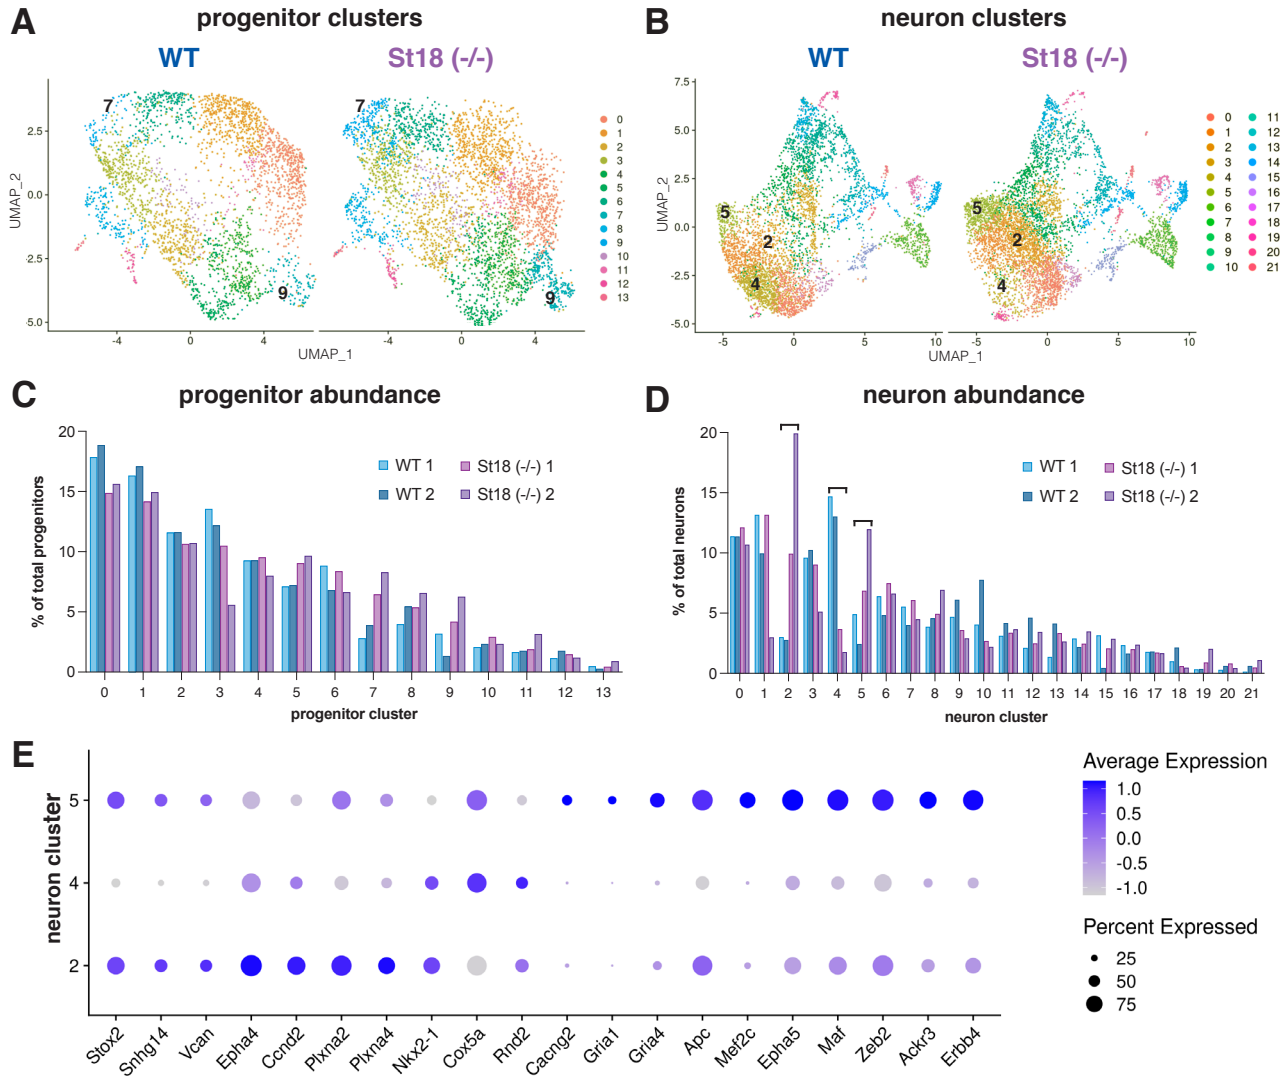 A
progenitor clusters
WT
St18 (-/-)
UMAP_2
2.5
0.0
-2.5
-5.0
7
9
7
9
-4
0
4
-4
0
4
UMAP_1
0
1
2
3
4
5
6
7
8
9
10
11
12
13
B
neuron clusters
WT
St18 (-/-)
UMAP_2
7.5
5.0
2.5
0.0
-2.5
-5.0
5
2
4
5
2
4
-5
0
5
10
-5
0
5
10
UMAP_1
0
1
2
3
4
5
6
7
8
9
10
11
12
13
14
15
16
17
18
19
20
21
C
progenitor abundance
% of total progenitors
20
15
10
5
0
WT 1
St18 (-/-) 1
WT 2
St18 (-/-) 2
0 1 2 3 4 5 6 7 8 9 10 11 12 13
progenitor cluster
D
neuron abundance
% of total neurons
20
15
10
5
0
WT 1
St18 (-/-) 1
WT 2
St18 (-/-) 2
0 1 2 3 4 5 6 7 8 9 10 11 12 13 14 15 16 17 18 19 20 21
neuron cluster
E
neuron cluster
5
4
2
Stox2
Snhg14
Vcan
Epha4
Ccnd2
Plxna2
Plxna4
Nkx2-1
Cox5a
Rnd2
Cacng2
Gria1
Gria4
Apc
Mef2c
Epha5
Maf
Zeb2
Ackr3
Erbb4
Average Expression
1.0
0.5
0.0
-0.5
-1.0
Percent Expressed
25
50
75